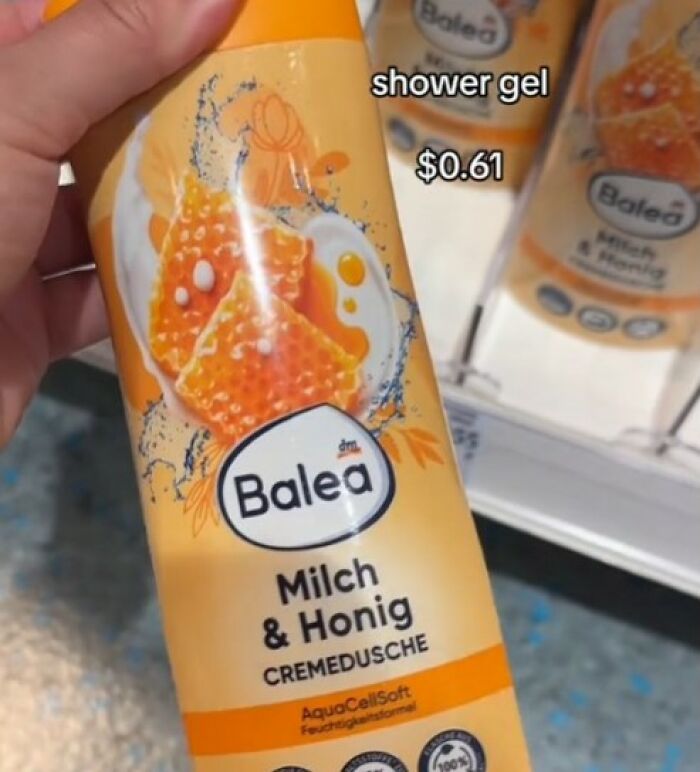 Balea
shower gel
$0.61
Balea
Milch
& Honig
dm
Balea
Milch
& Honig
CREMEDUSCHE
AquaCellSoft
Feuchtigkeitsformel
100%